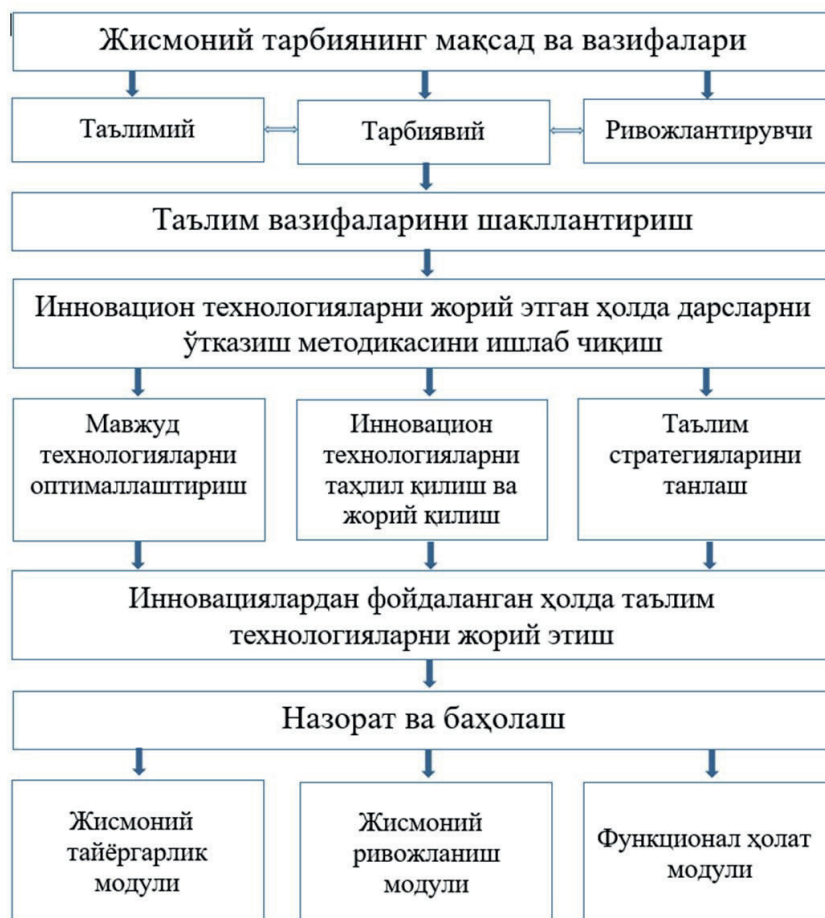 Жисмоний тарбиянинг мақсад ва вазифалари
Таълимий
Тарбиявий
Ривожлантирувчи
Таълим вазифаларини шакллантириш
Инновацион технологияларни жорий этган ҳолда дарсларни
ўтказиш методикасини ишлаб чиқиш
Мавжуд
технологияларни
оптималлаштириш
Инновацион
технологияларни
таҳлил қилиш ва
жорий қилиш
Таълим
стратегияларини
танлаш
Инновациялардан фойдаланган ҳолда таълим
технологияларни жорий этиш
Назорат ва баҳолаш
Жисмоний
тайёргарлик
модули
Жисмоний
ривожланиш
модули
Функционал ҳолат
модули